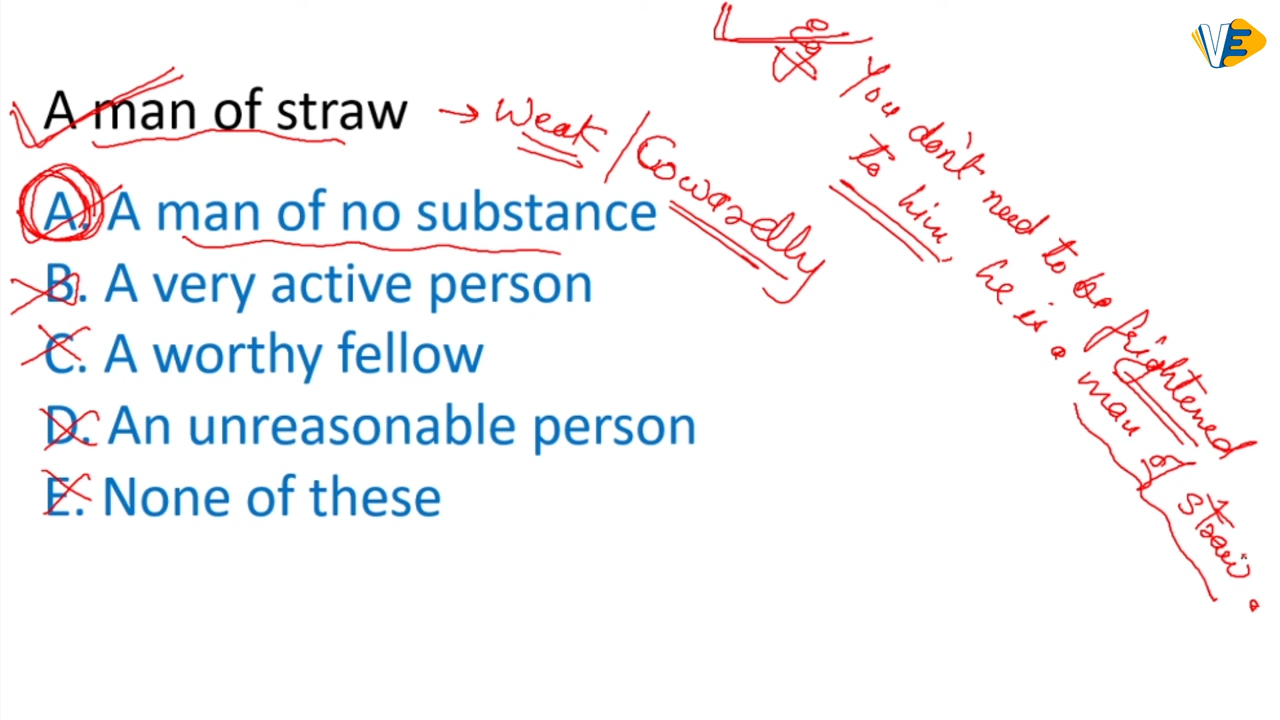 A man of straw → Weak / Cowardly
A. A man of no substance
B. A very active person
C. A worthy fellow
D. An unreasonable person
E. None of these
You don't need to be frightened
to him, he is a man of straw.
VE